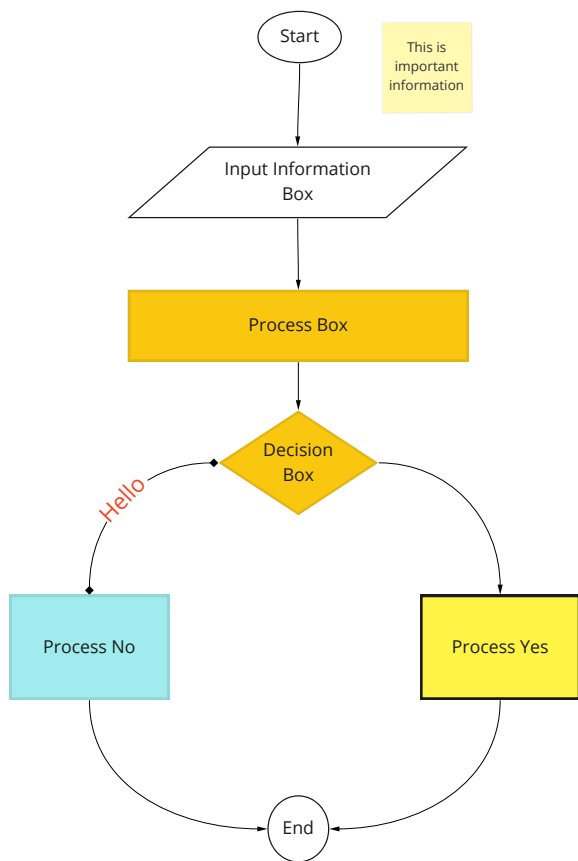 Start
This is
important
information
Input Information
Box
Process Box
Decision
Box
Hello
Process No
Process Yes
End